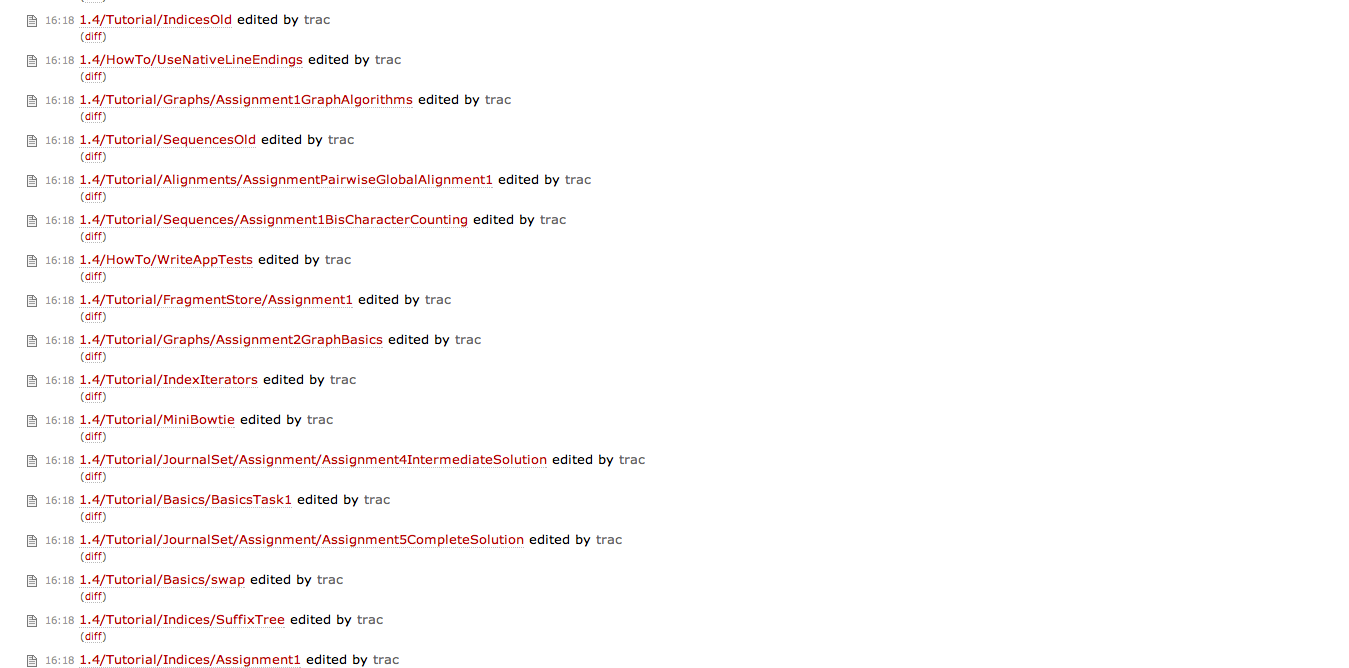 16:18 1.4/Tutorial/IndicesOld edited by trac
(diff)
16:18 1.4/HowTo/UseNativeLineEndings edited by trac
(diff)
16:18 1.4/Tutorial/Graphs/Assignment1GraphAlgorithms edited by trac
(diff)
16:18 1.4/Tutorial/SequencesOld edited by trac
(diff)
16:18 1.4/Tutorial/Alignments/AssignmentPairwiseGlobalAlignment1 edited by trac
(diff)
16:18 1.4/Tutorial/Sequences/Assignment1BisCharacterCounting edited by trac
(diff)
16:18 1.4/HowTo/WriteAppTests edited by trac
(diff)
16:18 1.4/Tutorial/FragmentStore/Assignment1 edited by trac
(diff)
16:18 1.4/Tutorial/Graphs/Assignment2GraphBasics edited by trac
(diff)
16:18 1.4/Tutorial/IndexIterators edited by trac
(diff)
16:18 1.4/Tutorial/MiniBowtie edited by trac
(diff)
16:18 1.4/Tutorial/JournalSet/Assignment/Assignment4IntermediateSolution edited by trac
(diff)
16:18 1.4/Tutorial/Basics/BasicsTask1 edited by trac
(diff)
16:18 1.4/Tutorial/JournalSet/Assignment/Assignment5CompleteSolution edited by trac
(diff)
16:18 1.4/Tutorial/Basics/swap edited by trac
(diff)
16:18 1.4/Tutorial/Indices/SuffixTree edited by trac
(diff)
16:18 1.4/Tutorial/Indices/Assignment1 edited by trac